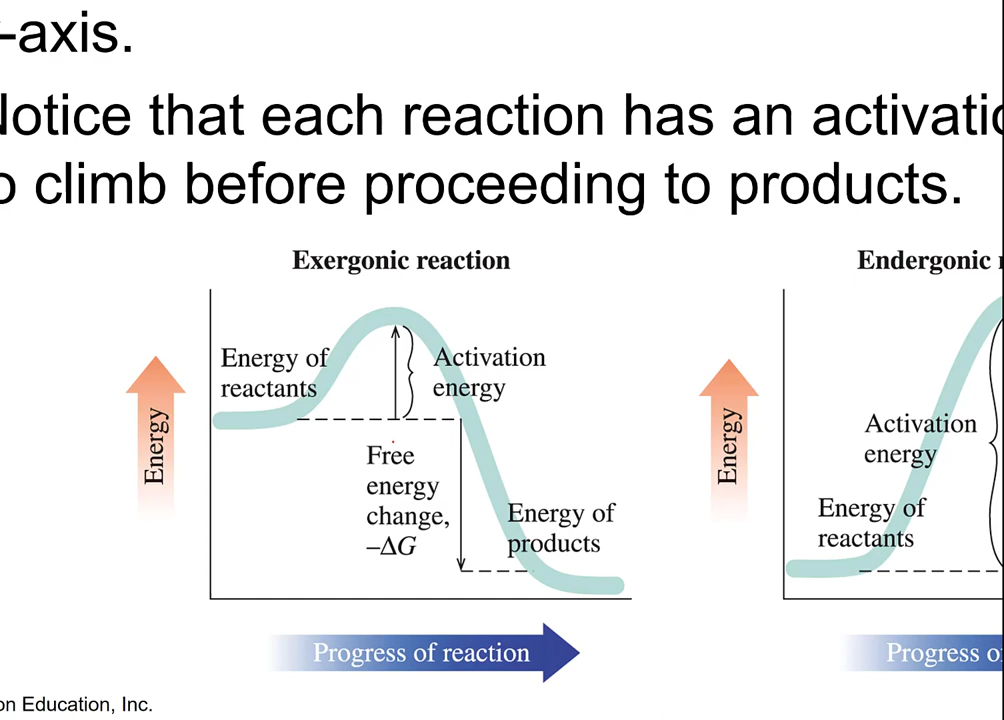 -axis.
Notice that each reaction has an activatio
o climb before proceeding to products.
Exergonic reaction
Energy of
reactants
Activation
energy
Energy
Free
energy
change,
–ΔG
Energy of
products
Progress of reaction
Endergonic
Energy
Activation
energy
Energy of
reactants
Progress o
on Education, Inc.